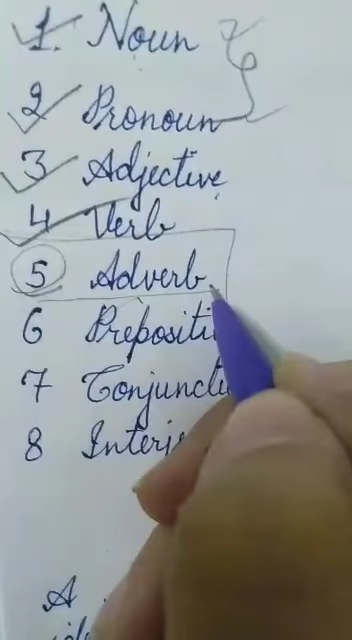 1. Noun
2 Pronoun
3 Adjective
4 Verb
5 Adverb
6 Prepositi
7 Conjuncti
8 Interj
A